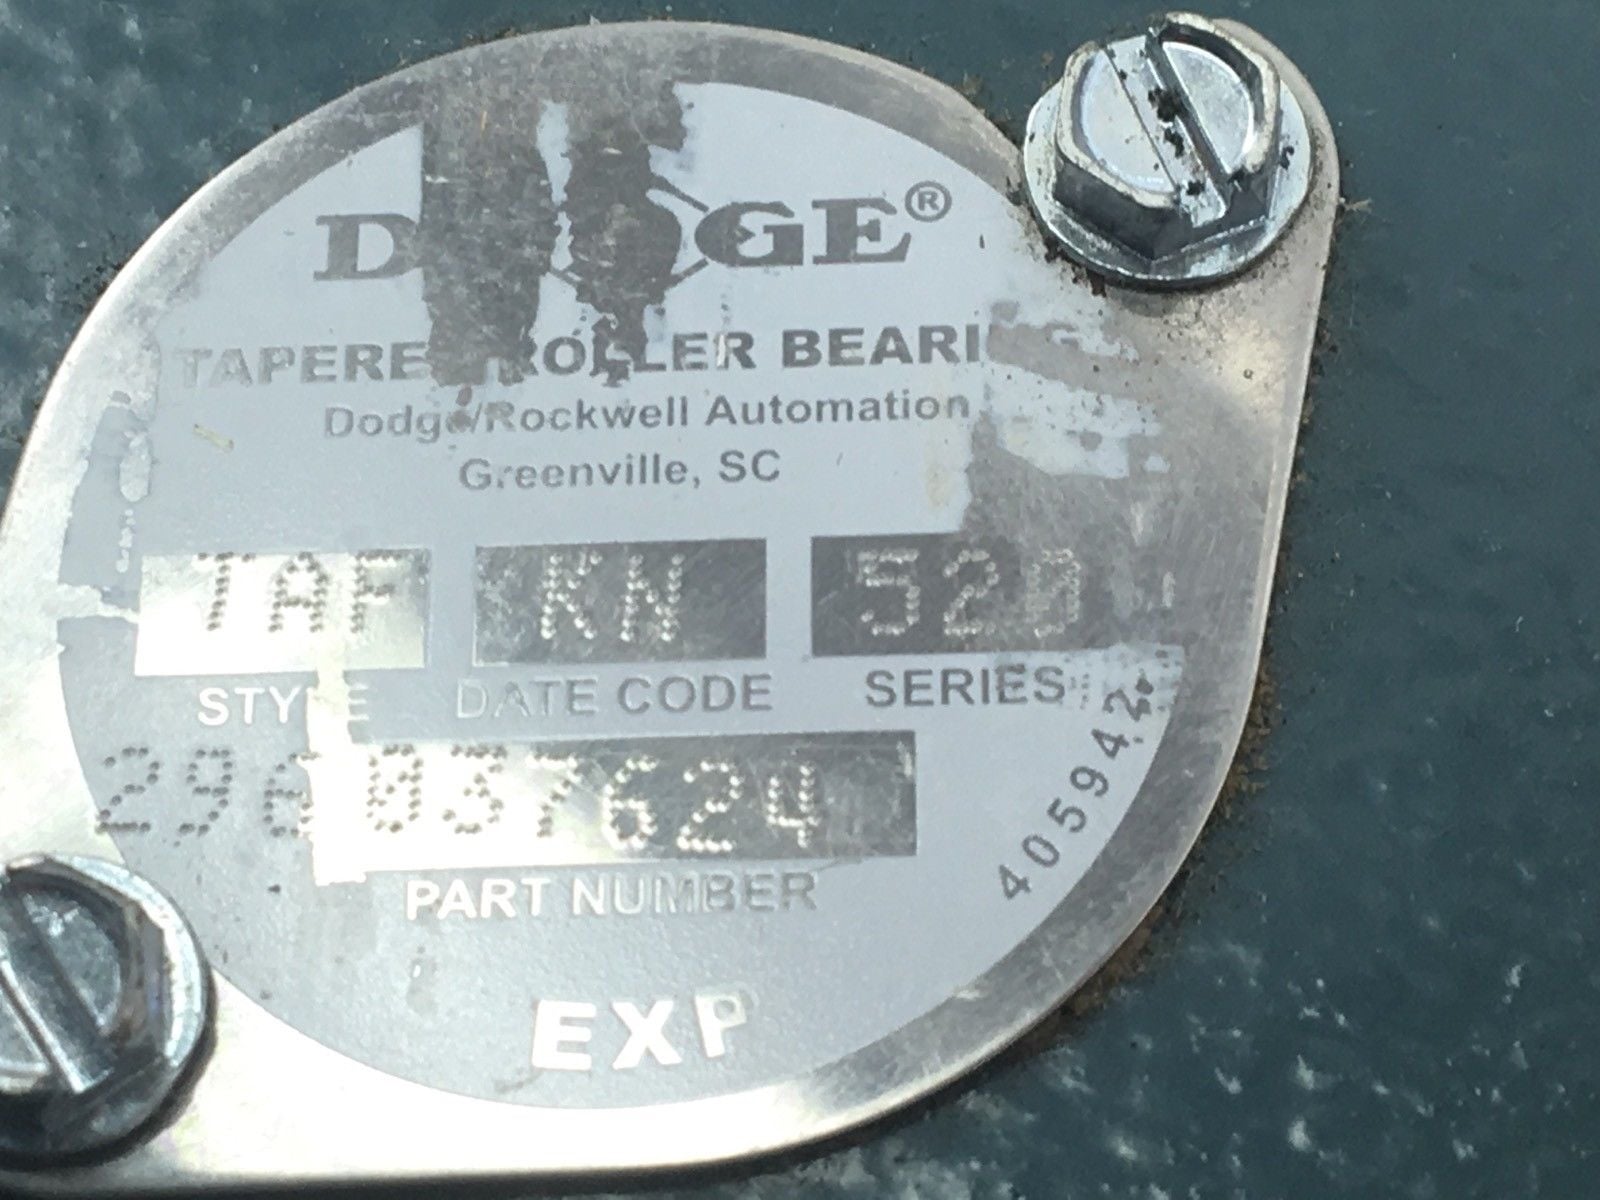 DODGE®
TAPERED ROLLER BEARING
Dodge/Rockwell Automation
Greenville, SC
TAF KN 520
STYLE DATE CODE SERIES
296037624
PART NUMBER
405942
EXP